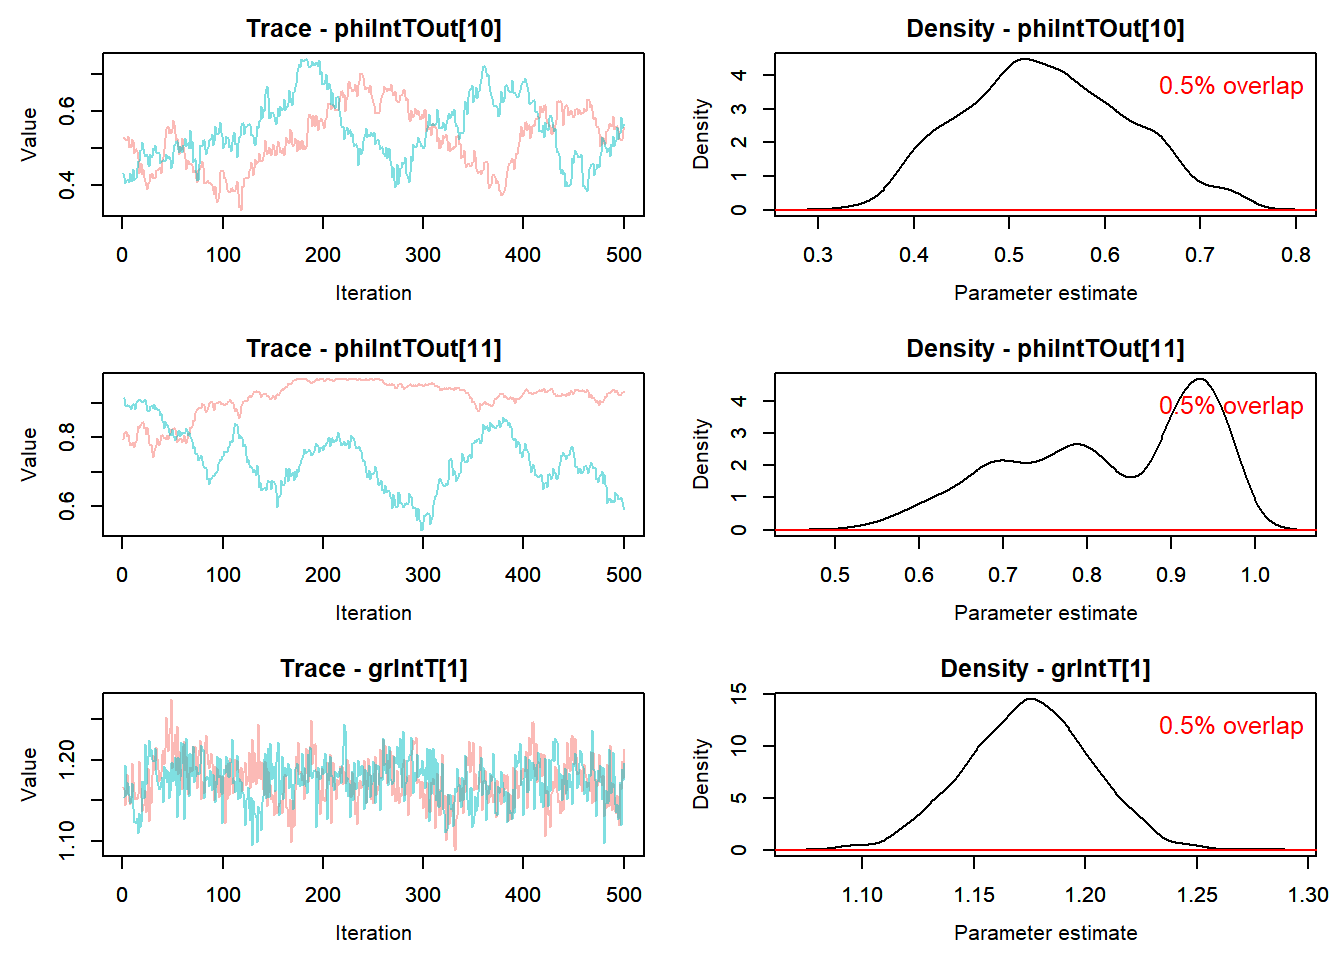 Trace - phiIntTOut[10]
Value
0.4 0.6
0 100 200 300 400 500
Iteration
Density - phiIntTOut[10]
0.5% overlap
Density
0 1 2 3 4
0.3 0.4 0.5 0.6 0.7 0.8
Parameter estimate
Trace - phiIntTOut[11]
Value
0.6 0.8
0 100 200 300 400 500
Iteration
Density - phiIntTOut[11]
0.5% overlap
Density
0 1 2 3 4
0.5 0.6 0.7 0.8 0.9 1.0
Parameter estimate
Trace - grIntT[1]
Value
1.10 1.20
0 100 200 300 400 500
Iteration
Density - grIntT[1]
0.5% overlap
Density
0 5 10 15
1.10 1.15 1.20 1.25 1.30
Parameter estimate